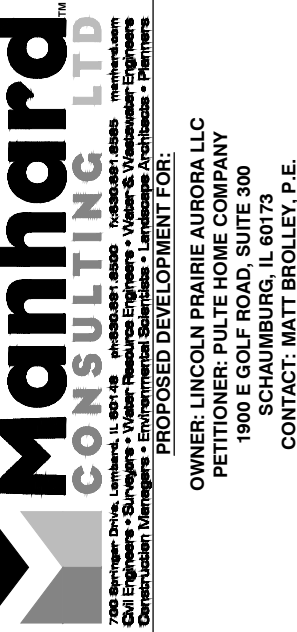 Manhard™
CONSULTING LTD
700 Springer Drive, Lombard, IL 60148 ph:630.691.8500 fx:630.691.8585 manhard.com
Civil Engineers • Surveyors • Water Resource Engineers • Water & Wastewater Engineers
Construction Managers • Environmental Scientists • Landscape Architects • Planners
PROPOSED DEVELOPMENT FOR:
OWNER: LINCOLN PRAIRIE AURORA LLC
PETITIONER: PULTE HOME COMPANY
1900 E GOLF ROAD, SUITE 300
SCHAUMBURG, IL 60173
CONTACT: MATT BROLLEY, P.E.